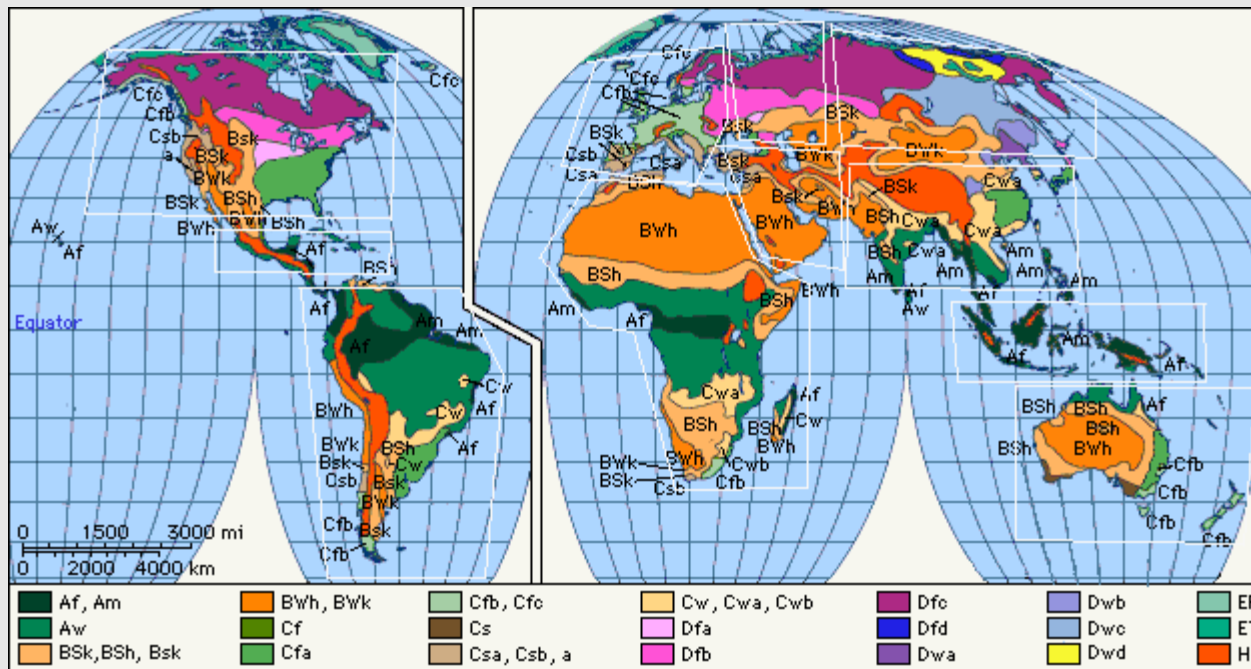 Cfc
Cfc
Cfb
Csb
a
Bsk
BSk
BWk
BSk
BSh
BWh
BSh
BWh
Aw
Af
Af
BSh
Equator
Af
Am
Am
Af
Cw
Af
BWh
Cw
BSh
Af
BWk
Bsk
Cw
Csb
Bsk
BWk
Cfb
Bsk
Cfb
0 1500 3000 mi
0 2000 4000 km
Cfc
Cfc
Cfb
BSk
Csb
Csa
Csa
BSh
BSk
Bsk
Csa
BSk
BWk
BWk
Bsk
BWh
BWh
BWh
BSh
BSk
BSh
Cwa
Cwa
Cwa
Cwa
Am
Am
Am
Am
Am
Af
Aw
Af
BSh
BWh
BSh
Am
Af
Cwa
Af
Cw
BSh
BSh
BWh
BWh
BWk
BSk
Csb
Cwb
Cfb
Af
Am
Af
BSh
BSh
Af
BSh
BSh
BWh
Cfb
Cfb
Cfb
Af, Am
Aw
BSk,BSh, Bsk
BWh, BWk
Cf
Cfa
Cfb, Cfc
Cs
Csa, Csb, a
Cw, Cwa, Cwb
Dfa
Dfb
Dfc
Dfd
Dwa
Dwb
Dwc
Dwd
H